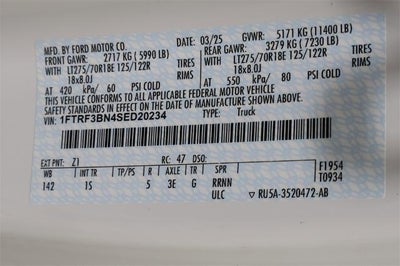 MFD. BY FORD MOTOR CO. 03/25 GVWR: 5171 KG (11400 LB)
FRONT GAWR: 2717 KG ( 5990 LB) REAR GAWR: 3279 KG ( 7230 LB)
WITH LT275/70R18E 125/122R TIRES WITH LT275/70R18E 125/122R TIRES
18x8.0J RIMS 18x8.0J RIMS
AT 420 kPa/ 60 PSI COLD AT 550 kPa/ 80 PSI COLD
THIS VEHICLE CONFORMS TO ALL APPLICABLE FEDERAL MOTOR VEHICLE
SAFETY STANDARDS IN EFFECT ON THE DATE OF MANUFACTURE SHOWN ABOVE.
VIN: 1FTRF3BN4SED20234 TYPE: Truck
EXT PNT: Z1 RC: 47 DSO: F1954
WB INT TR TP/PS R AXLE TR SPR T0934
142 1S 5 3E G RRNN
ULC ▽ RU5A-3520472-AB